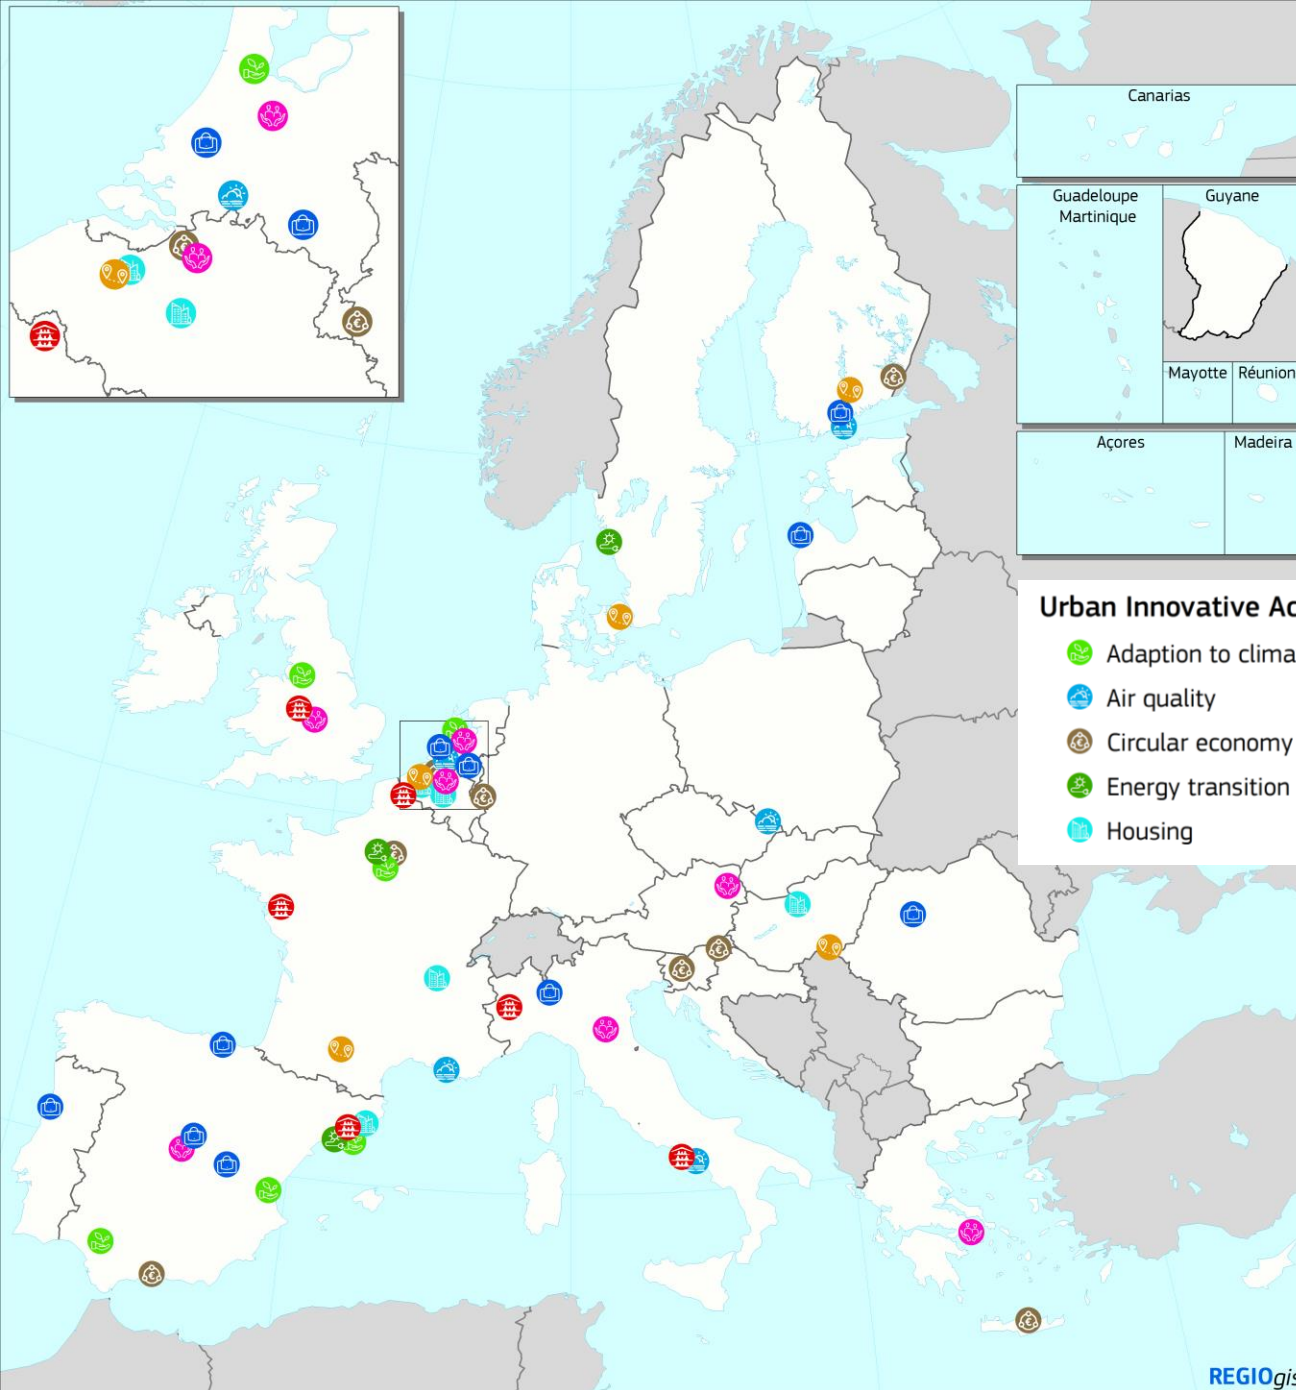 Canarias
Guadeloupe
Martinique
Guyane
Mayotte
Réunion
Açores
Madeira
Urban Innovative Ac
Adaption to clima
Air quality
Circular economy
Energy transition
Housing
REGIOgis